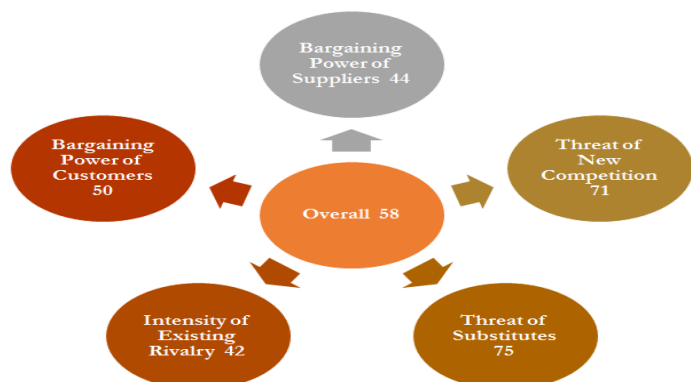 Bargaining
Power of
Suppliers 44
Bargaining
Power of
Customers
50
Threat of
New
Competition
71
Overall 58
Intensity of
Existing
Rivalry 42
Threat of
Substitutes
75